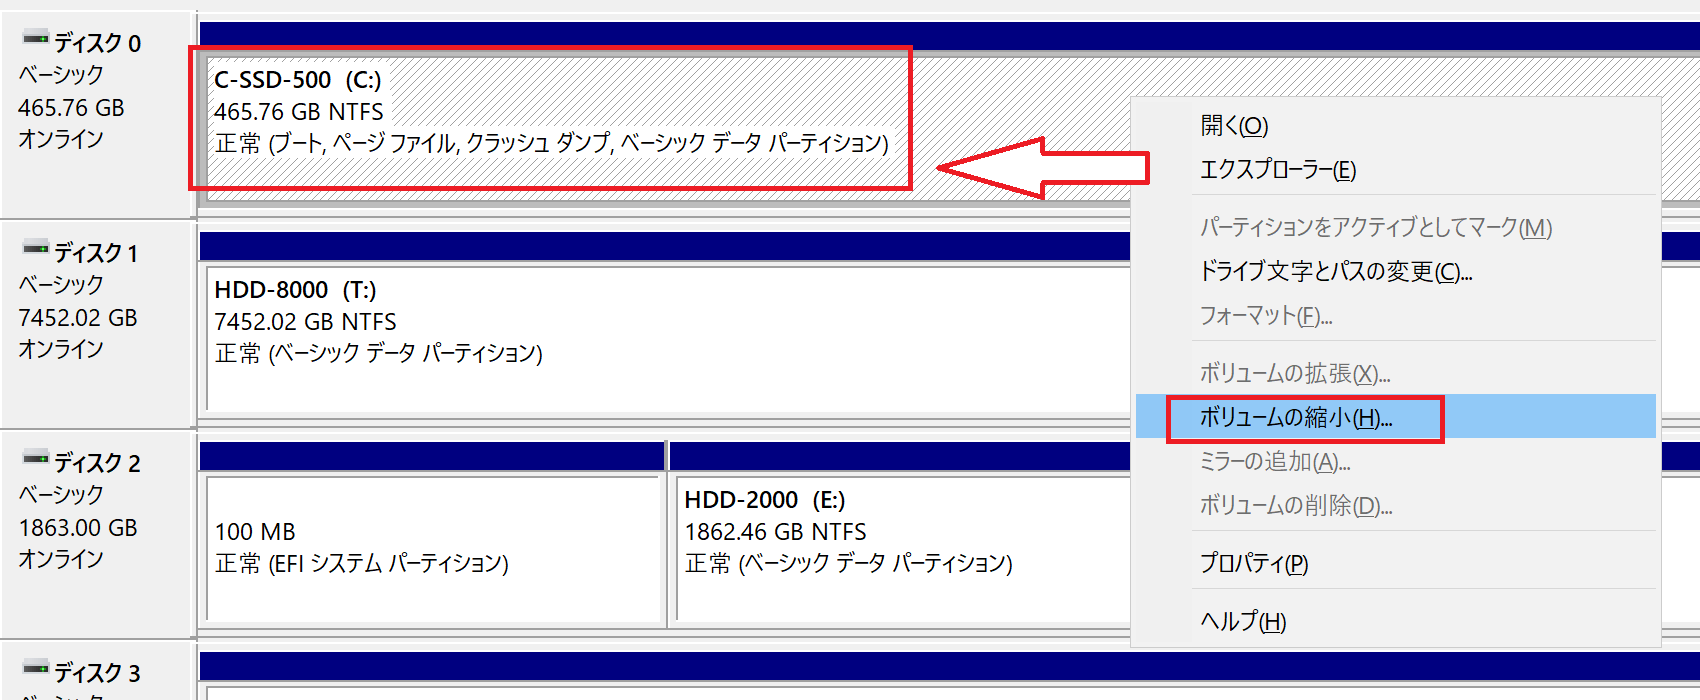 ディスク 0
ベーシック
465.76 GB
オンライン
C-SSD-500 (C:)
465.76 GB NTFS
正常 (ブート, ページ ファイル, クラッシュ ダンプ, ベーシック データ パーティション)
ディスク 1
ベーシック
7452.02 GB
オンライン
HDD-8000 (T:)
7452.02 GB NTFS
正常 (ベーシック データ パーティション)
ディスク 2
ベーシック
1863.00 GB
オンライン
100 MB
正常 (EFI システム パーティション)
HDD-2000 (E:)
1862.46 GB NTFS
正常 (ベーシック データ パーティション)
ディスク 3
開く(O)
エクスプローラー(E)
パーティションをアクティブとしてマーク(M)
ドライブ文字とパスの変更(C)...
フォーマット(F)...
ボリュームの拡張(X)...
ボリュームの縮小(H)...
ミラーの追加(A)...
ボリュームの削除(D)...
プロパティ(P)
ヘルプ(H)